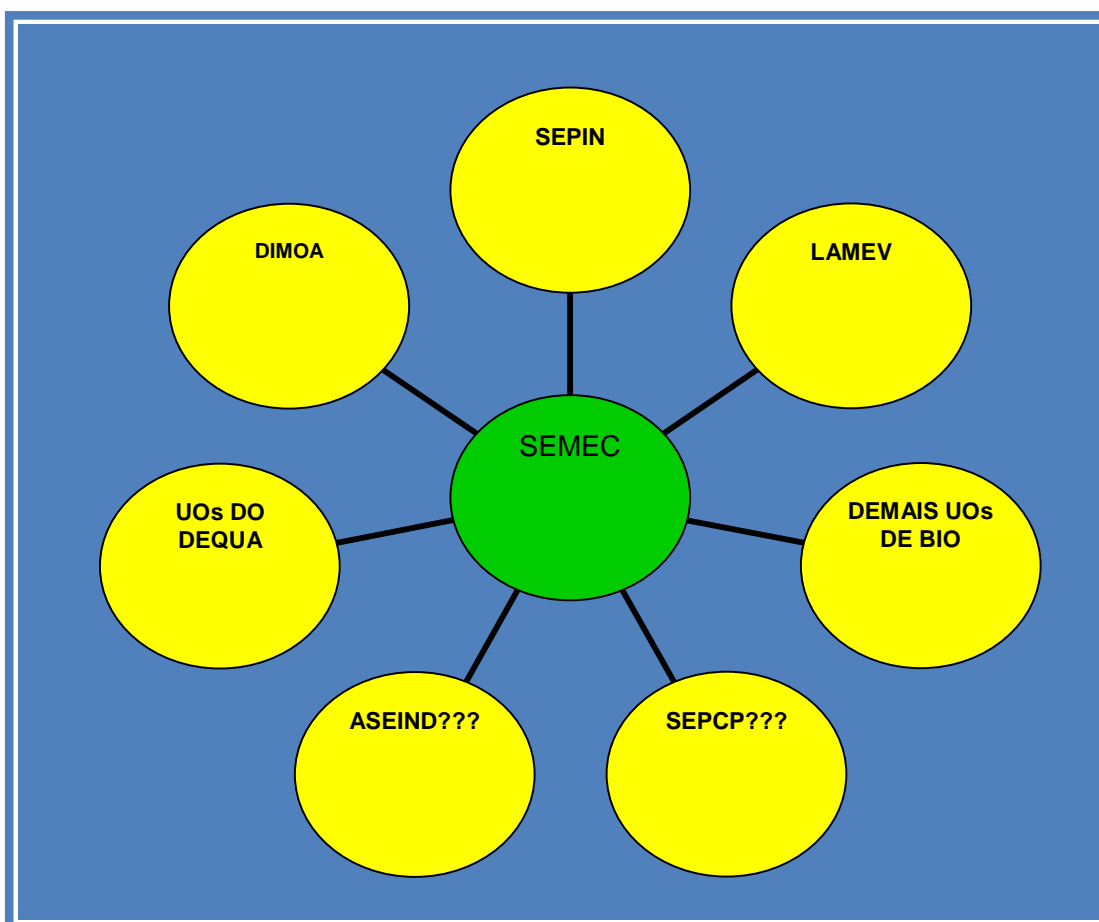 SEPIN
DIMOA
LAMEV
SEMEC
UOs DO
DEQUA
DEMAIS UOs
DE BIO
ASEIND???
SEPCP???